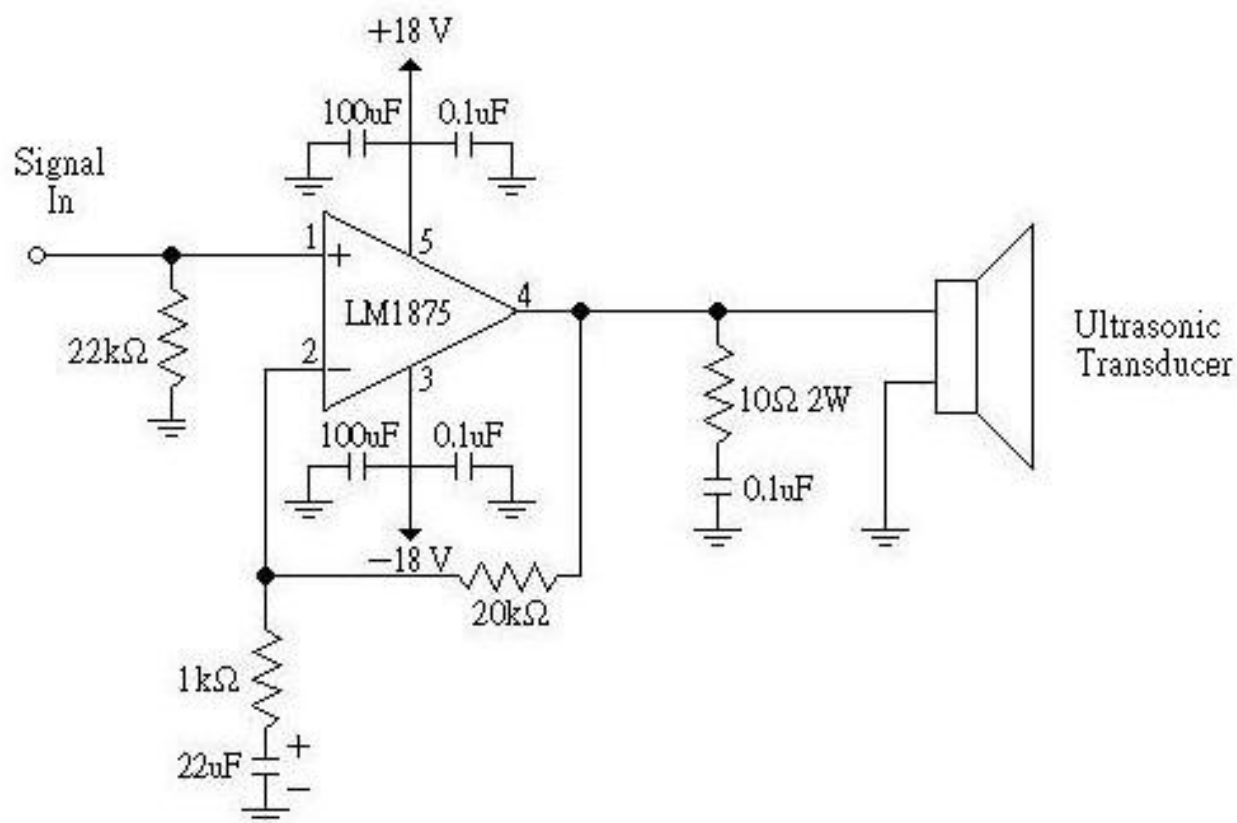 +18 V
100uF
0.1uF
Signal
In
1
+
5
LM1875
4
22kΩ
2
−
3
Ultrasonic
Transducer
10Ω 2W
100uF
0.1uF
0.1uF
−18 V
20kΩ
1kΩ
22uF
+
−